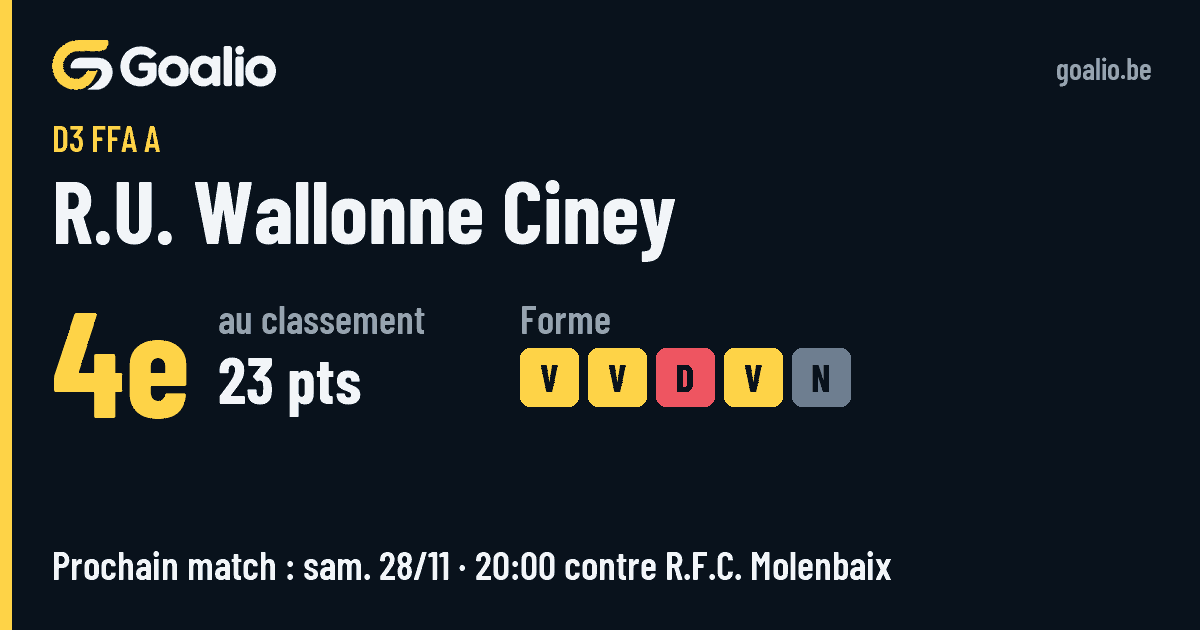 Goalio
goalio.be
D3 FFA A
R.U. Wallonne Ciney
4e
au classement
23 pts
Forme
V V D V N
Prochain match : sam. 28/11 · 20:00 contre R.F.C. Molenbaix